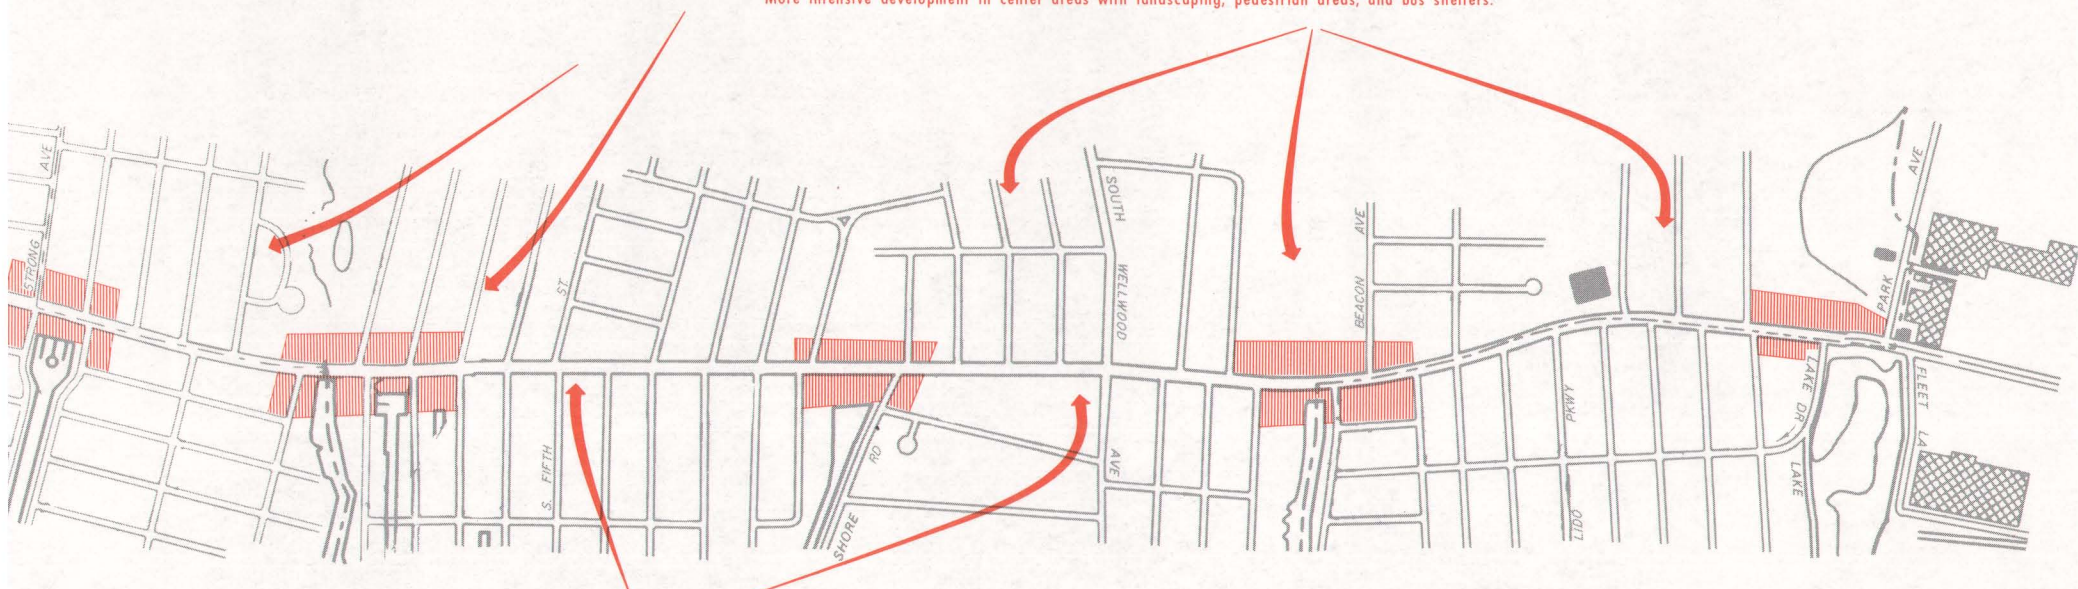 More intensive development in center areas with landscaping, pedestrian areas, and bus shelters.
STRONG AVE
S. FIFTH ST.
SHORE RD
SOUTH WELLWOOD AVE
BEACON AVE
LIDO PKWY
PARK AVE
LAKE DR
LAKE
FLEET LA